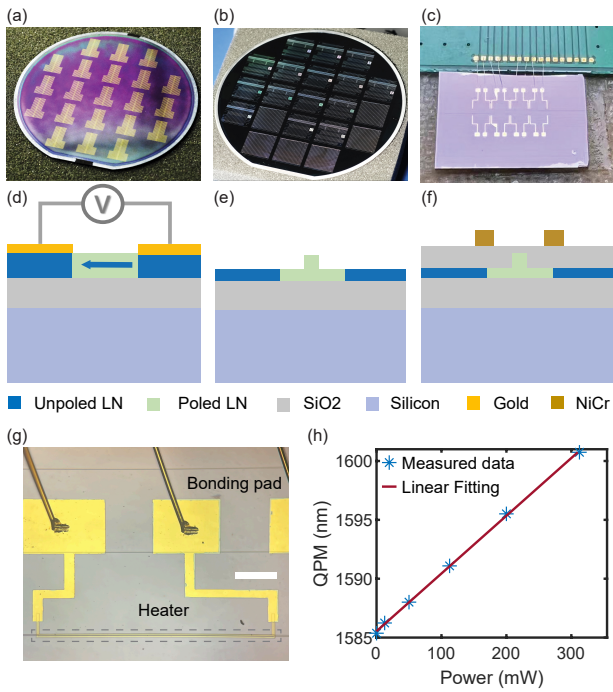 (a)
(b)
(c)
(d)
V
(e)
(f)
Unpoled LN Poled LN SiO2 Silicon Gold NiCr
(g)
Bonding pad
Heater
(h)
1600
1595
1590
1585
QPM (nm)
Measured data
Linear Fitting
0 100 200 300
Power (mW)